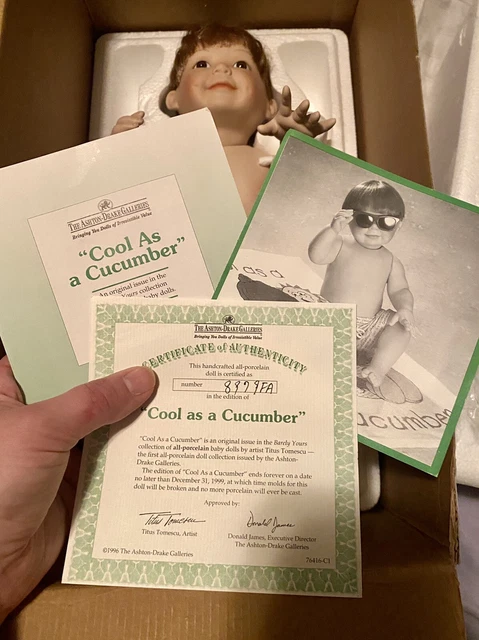 THE ASHTON-DRAKE GALLERIES
Bringing You Dolls of Irresistible Value
"Cool As
a Cucumber"
An original issue in the
Yours collection
baby dolls.
as a
cucumber
THE ASHTON-DRAKE GALLERIES
Bringing You Dolls of Irresistible Value
CERTIFICATE of AUTHENTICITY
This handcrafted all-porcelain
doll is certified as
number 8979FA
in the edition of
"Cool as a Cucumber"
"Cool as a Cucumber" is an original issue in the Barely Yours
collection of all-porcelain baby dolls by artist Titus Tomescu —
the first all-porcelain doll collection issued by the Ashton-
Drake Galleries.
The edition of "Cool As a Cucumber" ends forever on a date
no later than December 31, 1999, at which time molds for this
doll will be broken and no more porcelain will ever be cast.
Approved by:
Titus Tomescu
Donald James
Titus Tomescu, Artist
Donald James, Executive Director
The Ashton-Drake Galleries
©1996 The Ashton-Drake Galleries
76416-C1